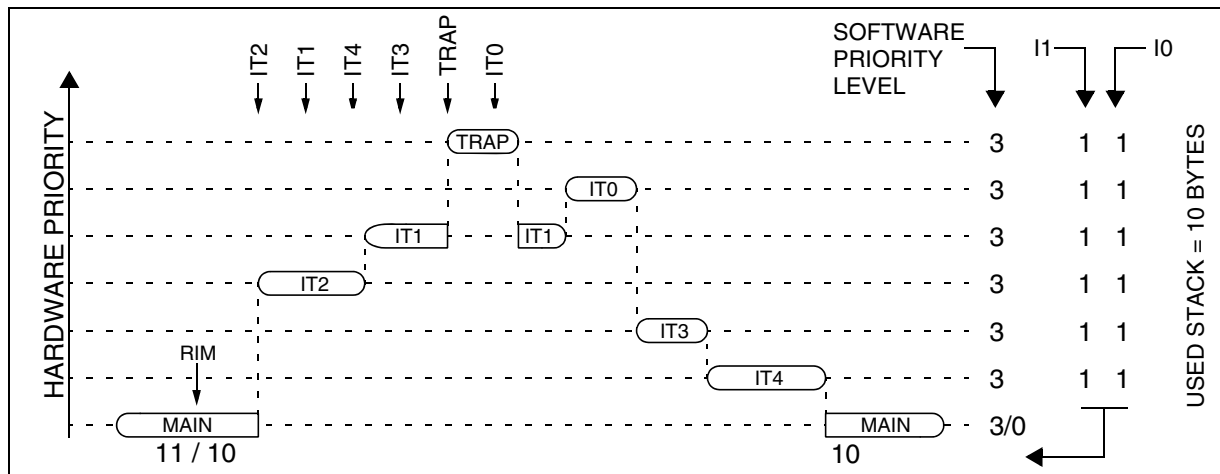 SOFTWARE
PRIORITY
LEVEL
I1
I0
IT2
IT1
IT4
IT3
TRAP
IT0
HARDWARE PRIORITY
TRAP
3
1 1
IT0
3
1 1
IT1
IT1
3
1 1
IT2
3
1 1
IT3
3
1 1
RIM
IT4
3
1 1
MAIN
MAIN
3/0
11 / 10
10
USED STACK = 10 BYTES